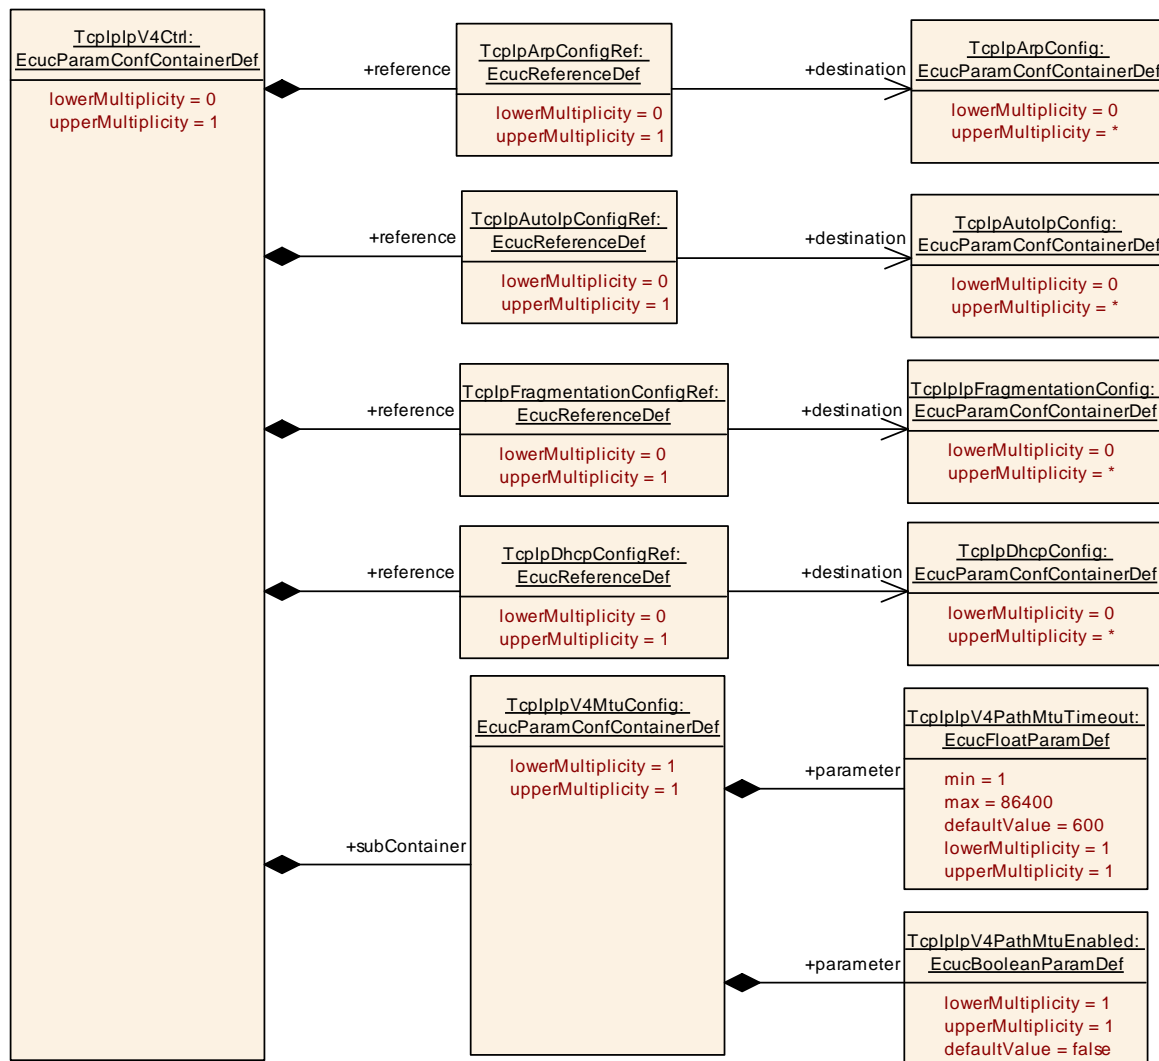 TcpIpIpV4Ctrl:
EcucParamConfContainerDef
lowerMultiplicity = 0
upperMultiplicity = 1
+reference
TcpIpArpConfigRef:
EcucReferenceDef
lowerMultiplicity = 0
upperMultiplicity = 1
+destination
TcpIpArpConfig:
EcucParamConfContainerDef
lowerMultiplicity = 0
upperMultiplicity = *
+reference
TcpIpAutoIpConfigRef:
EcucReferenceDef
lowerMultiplicity = 0
upperMultiplicity = 1
+destination
TcpIpAutoIpConfig:
EcucParamConfContainerDef
lowerMultiplicity = 0
upperMultiplicity = *
+reference
TcpIpFragmentationConfigRef:
EcucReferenceDef
lowerMultiplicity = 0
upperMultiplicity = 1
+destination
TcpIpIpFragmentationConfig:
EcucParamConfContainerDef
lowerMultiplicity = 0
upperMultiplicity = *
+reference
TcpIpDhcpConfigRef:
EcucReferenceDef
lowerMultiplicity = 0
upperMultiplicity = 1
+destination
TcpIpDhcpConfig:
EcucParamConfContainerDef
lowerMultiplicity = 0
upperMultiplicity = *
+subContainer
TcpIpIpV4MtuConfig:
EcucParamConfContainerDef
lowerMultiplicity = 1
upperMultiplicity = 1
+parameter
TcpIpIpV4PathMtuTimeout:
EcucFloatParamDef
min = 1
max = 86400
defaultValue = 600
lowerMultiplicity = 1
upperMultiplicity = 1
+parameter
TcpIpIpV4PathMtuEnabled:
EcucBooleanParamDef
lowerMultiplicity = 1
upperMultiplicity = 1
defaultValue = false